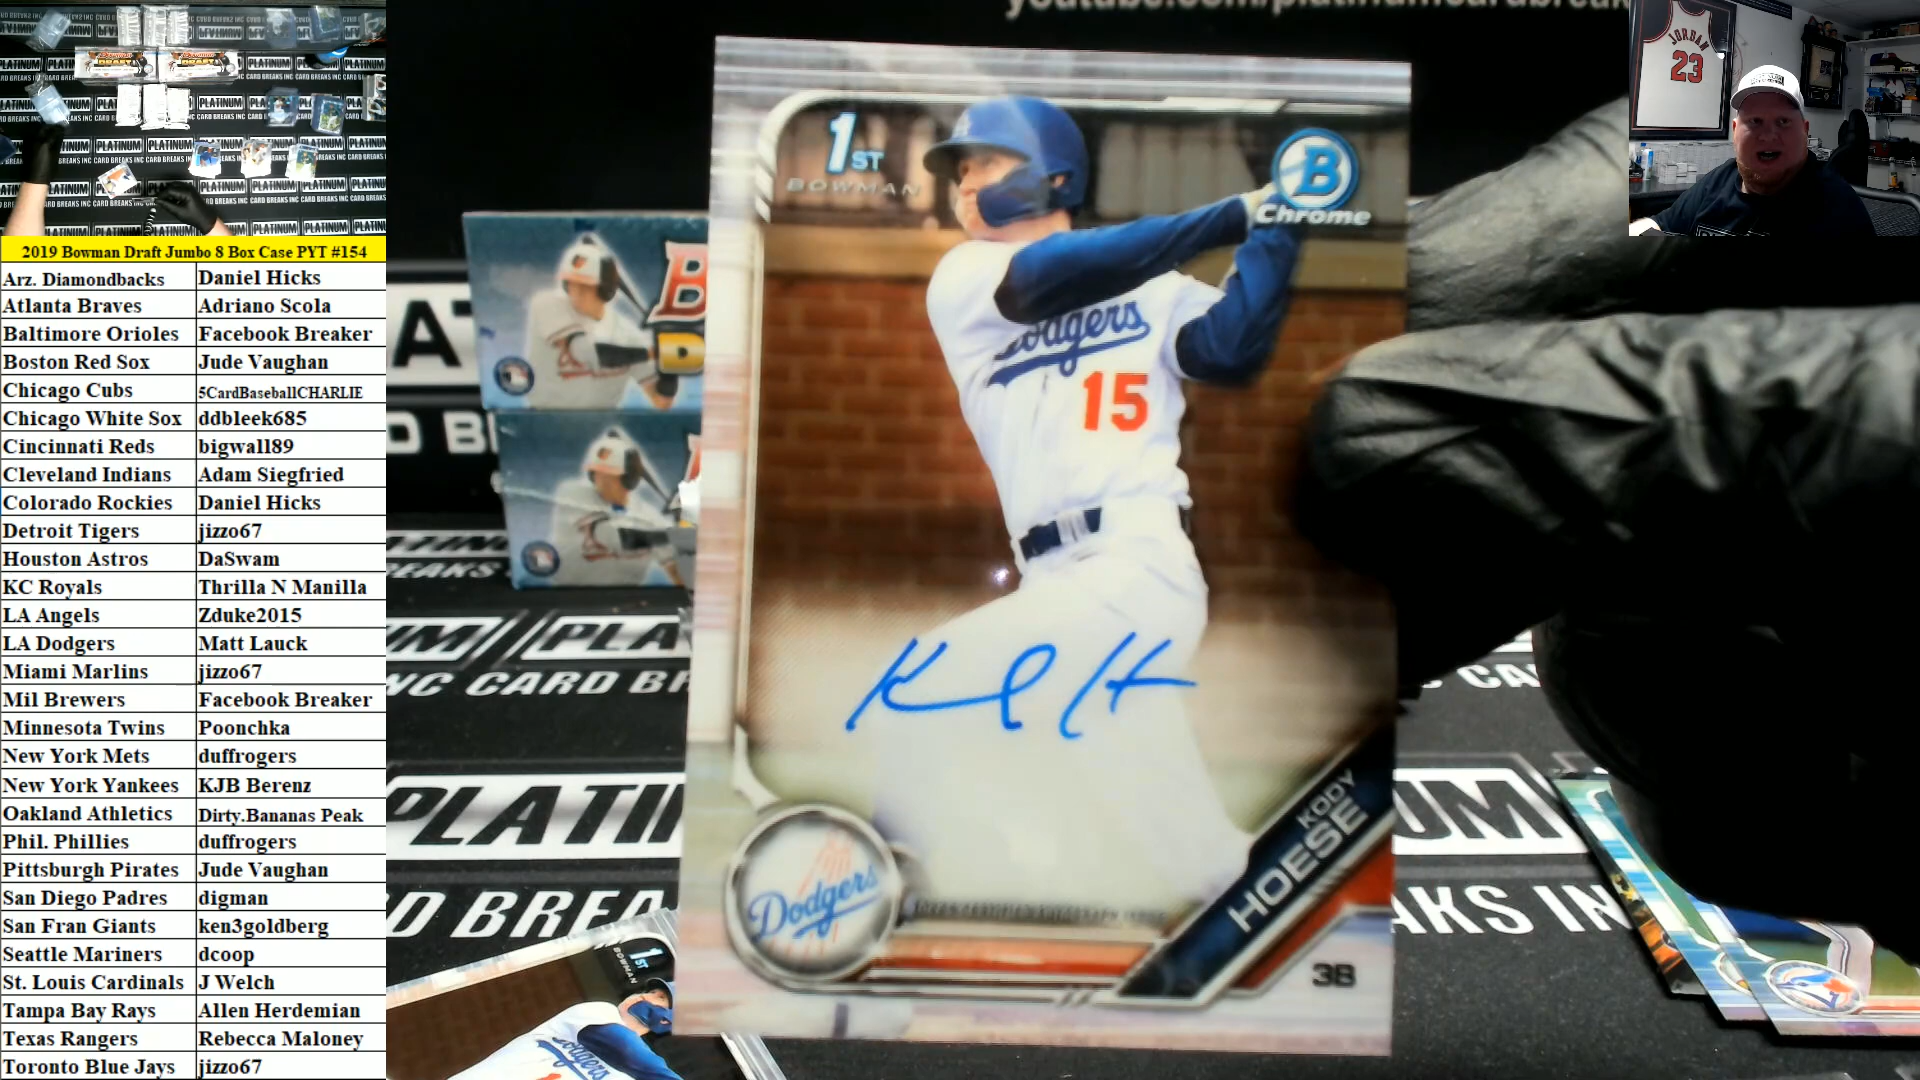 youtube.com/platinumcardbreak
JORDAN
23
2019 Bowman Draft Jumbo 8 Box Case PYT #154
Arz. Diamondbacks Daniel Hicks
Atlanta Braves Adriano Scola
Baltimore Orioles Facebook Breaker
Boston Red Sox Jude Vaughan
Chicago Cubs 5CardBaseballCHARLIE
Chicago White Sox ddbleek685
Cincinnati Reds bigwall89
Cleveland Indians Adam Siegfried
Colorado Rockies Daniel Hicks
Detroit Tigers jizzo67
Houston Astros DaSwam
KC Royals Thrilla N Manilla
LA Angels Zduke2015
LA Dodgers Matt Lauck
Miami Marlins jizzo67
Mil Brewers Facebook Breaker
Minnesota Twins Poonchka
New York Mets duffrogers
New York Yankees KJB Berenz
Oakland Athletics Dirty.Bananas Peak
Phil. Phillies duffrogers
Pittsburgh Pirates Jude Vaughan
San Diego Padres digman
San Fran Giants ken3goldberg
Seattle Mariners dcoop
St. Louis Cardinals J Welch
Tampa Bay Rays Allen Herdemian
Texas Rangers Rebecca Maloney
Toronto Blue Jays jizzo67
1ST
BOWMAN
B
Chrome
Dodgers
15
KODY
HOESE
Dodgers
3B
1ST
BOWMAN